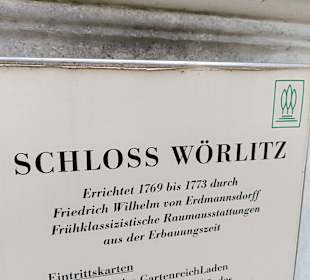 SCHLOSS WÖRLITZ
Errichtet 1769 bis 1773 durch
Friedrich Wilhelm von Erdmannsdorff
Frühklassizistische Raumausstattungen
aus der Erbauungszeit
Eintrittskarten
GartenreichLaden